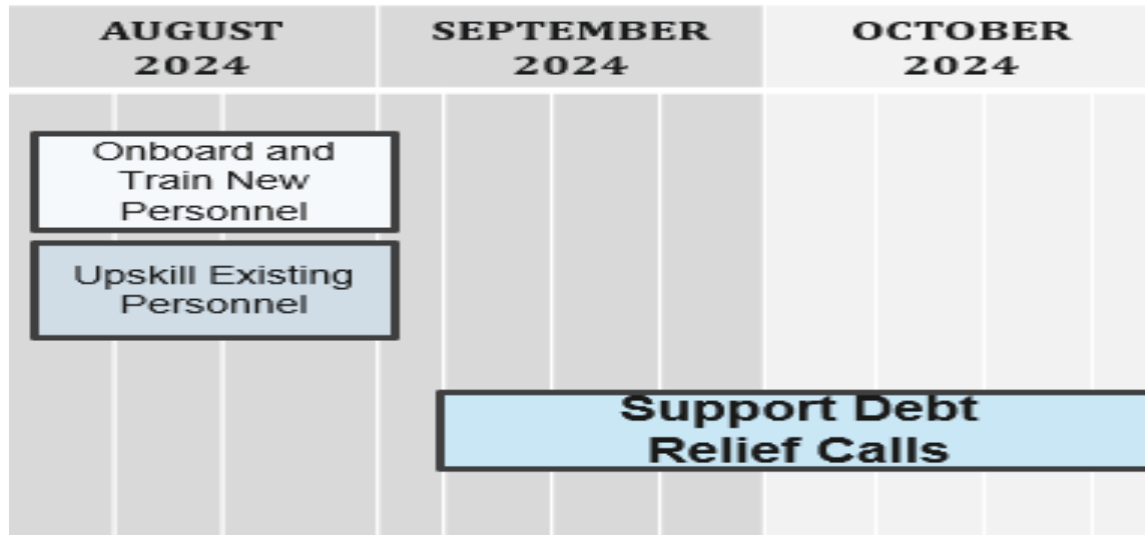 AUGUST
2024
SEPTEMBER
2024
OCTOBER
2024
Onboard and
Train New
Personnel
Upskill Existing
Personnel
Support Debt
Relief Calls